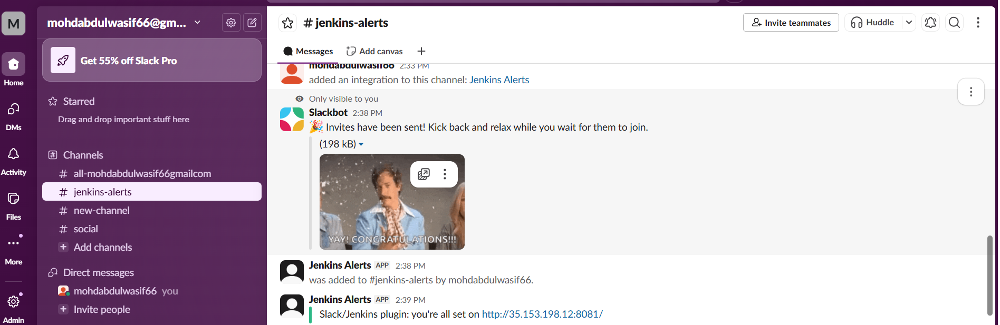 M
Home
DMs
Activity
Files
More
Admin
mohdabdulwasif66@gm...
Get 55% off Slack Pro
Starred
Drag and drop important stuff here
Channels
# all-mohdabdulwasif66gmailcom
# jenkins-alerts
# new-channel
# social
+ Add channels
Direct messages
mohdabdulwasif66 you
+ Invite people
# jenkins-alerts
Invite teammates
Huddle
Messages
Add canvas
+
mohdabdulwasif66 2:33 PM
added an integration to this channel: Jenkins Alerts
Only visible to you
Slackbot 2:38 PM
🎉 Invites have been sent! Kick back and relax while you wait for them to join.
(198 kB)
YAY! CONGRATULATIONS!!!
Jenkins Alerts APP 2:38 PM
was added to #jenkins-alerts by mohdabdulwasif66.
Jenkins Alerts APP 2:39 PM
Slack/Jenkins plugin: you're all set on http://35.153.198.12:8081/